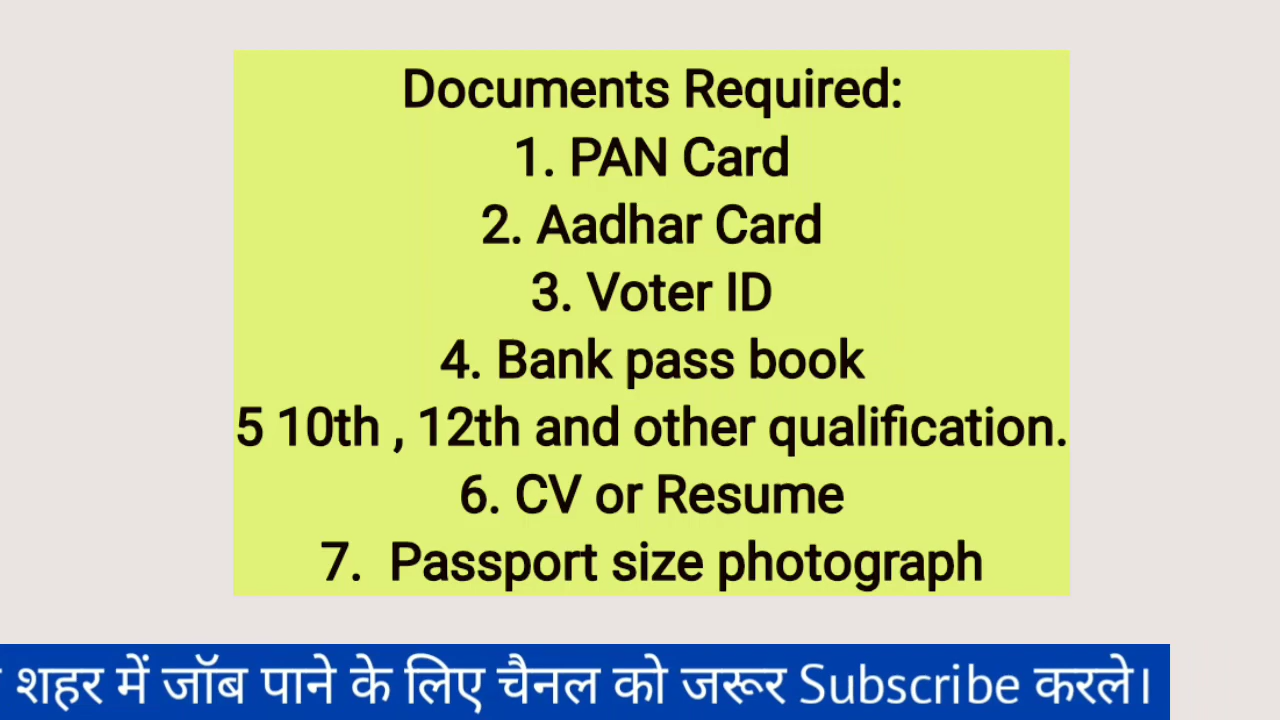 Documents Required:
1. PAN Card
2. Aadhar Card
3. Voter ID
4. Bank pass book
5 10th , 12th and other qualification.
6. CV or Resume
7. Passport size photograph
शहर में जॉब पाने के लिए चैनल को जरूर Subscribe करले।